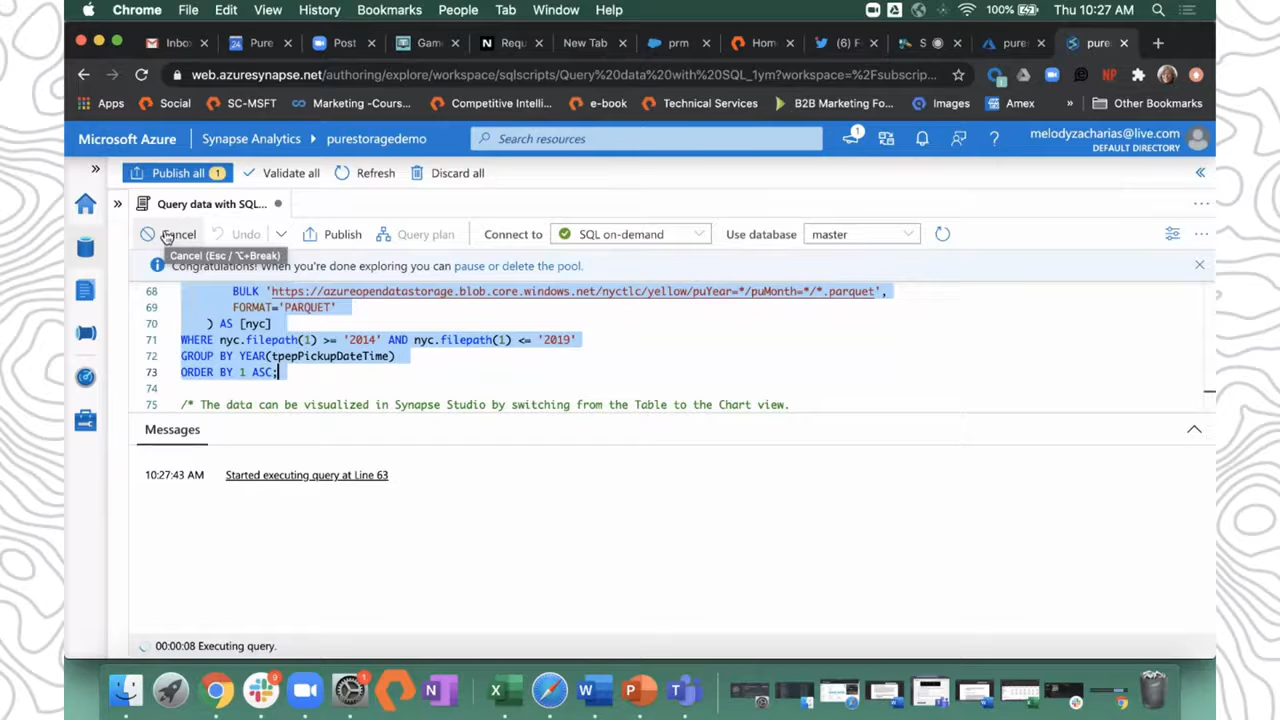 Chrome File Edit View History Bookmarks People Tab Window Help 100% Thu 10:27 AM
Inbo Pure Post Game Requ New Tab prm Hom (6) F S pure pure
web.azuresynapse.net/authoring/explore/workspace/sqlscripts/Query%20data%20with%20SQL_1ym?workspace=%2Fsubscrip... NP
Apps Social SC-MSFT Marketing -Cours... Competitive Intelli... e-book Technical Services B2B Marketing Fo... Images Amex » Other Bookmarks
Microsoft Azure Synapse Analytics purestoragedemo Search resources 1 melodyzacharias@live.com
DEFAULT DIRECTORY
Publish all 1 Validate all Refresh Discard all
Query data with SQL...
Cancel Undo Publish Query plan Connect to SQL on-demand Use database master
Cancel (Esc / ⌥+Break)
Congratulations! When you're done exploring you can pause or delete the pool.
68 BULK 'https://azureopendatastorage.blob.core.windows.net/nyctlc/yellow/puYear=*/puMonth=*/*.parquet',
69 FORMAT='PARQUET'
70 ) AS [nyc]
71 WHERE nyc.filepath(1) >= '2014' AND nyc.filepath(1) <= '2019'
72 GROUP BY YEAR(tpepPickupDateTime)
73 ORDER BY 1 ASC;
74
75 /* The data can be visualized in Synapse Studio by switching from the Table to the Chart view.
Messages
10:27:43 AM Started executing query at Line 63
00:00:08 Executing query.